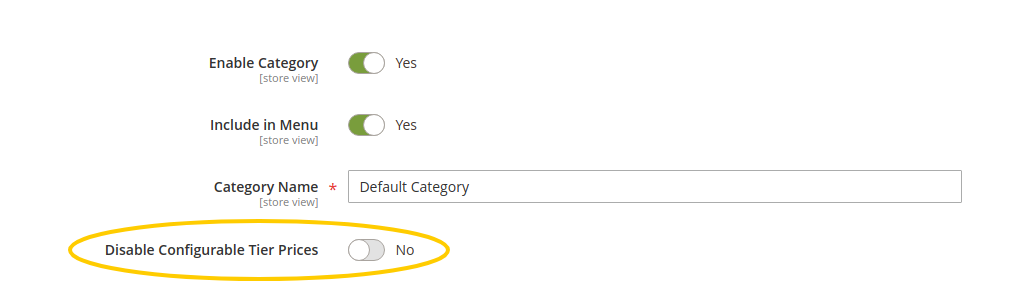 Enable Category Yes
[store view]
Include in Menu Yes
[store view]
Category Name * Default Category
[store view]
Disable Configurable Tier Prices No